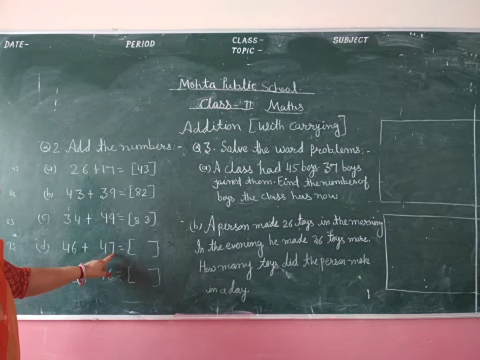 DATE- PERIOD CLASS- SUBJECT
TOPIC -
Mohta Public School
Class-II Maths
Addition [With carrying]
Q2. Add the numbers:-
(a) 26+17=[43]
(b) 43+39=[82]
(c) 34+49=[83]
(d) 46+47=[ ]
=[ ]
Q3. Solve the word problems:-
(a) A class had 45 boys 37 boys
joined them. Find the number of
boys the class has now
(b) A person made 26 toys in the morning
In the evening he made 36 toys more.
How many toys did the person make
in a day.